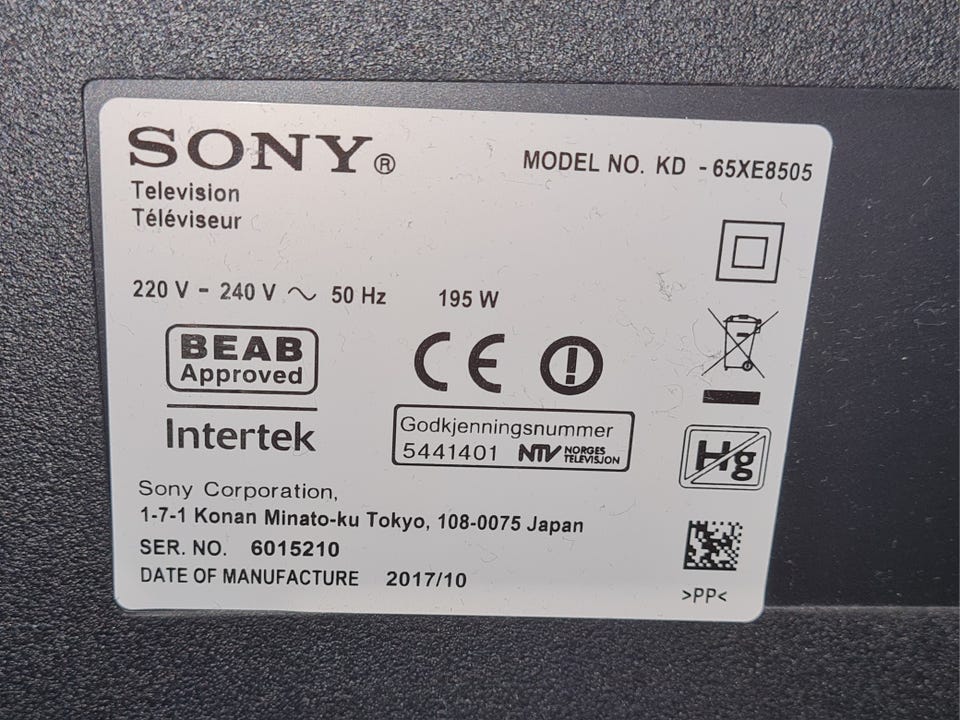 SONY®
MODEL NO. KD - 65XE8505
Television
Téléviseur
220 V - 240 V ~ 50 Hz 195 W
BEAB
Approved
Intertek
CE
Godkjenningsnummer
5441401 NTV NORGES
TELEVISJON
Hg
Sony Corporation,
1-7-1 Konan Minato-ku Tokyo, 108-0075 Japan
SER. NO. 6015210
DATE OF MANUFACTURE 2017/10
>PP<